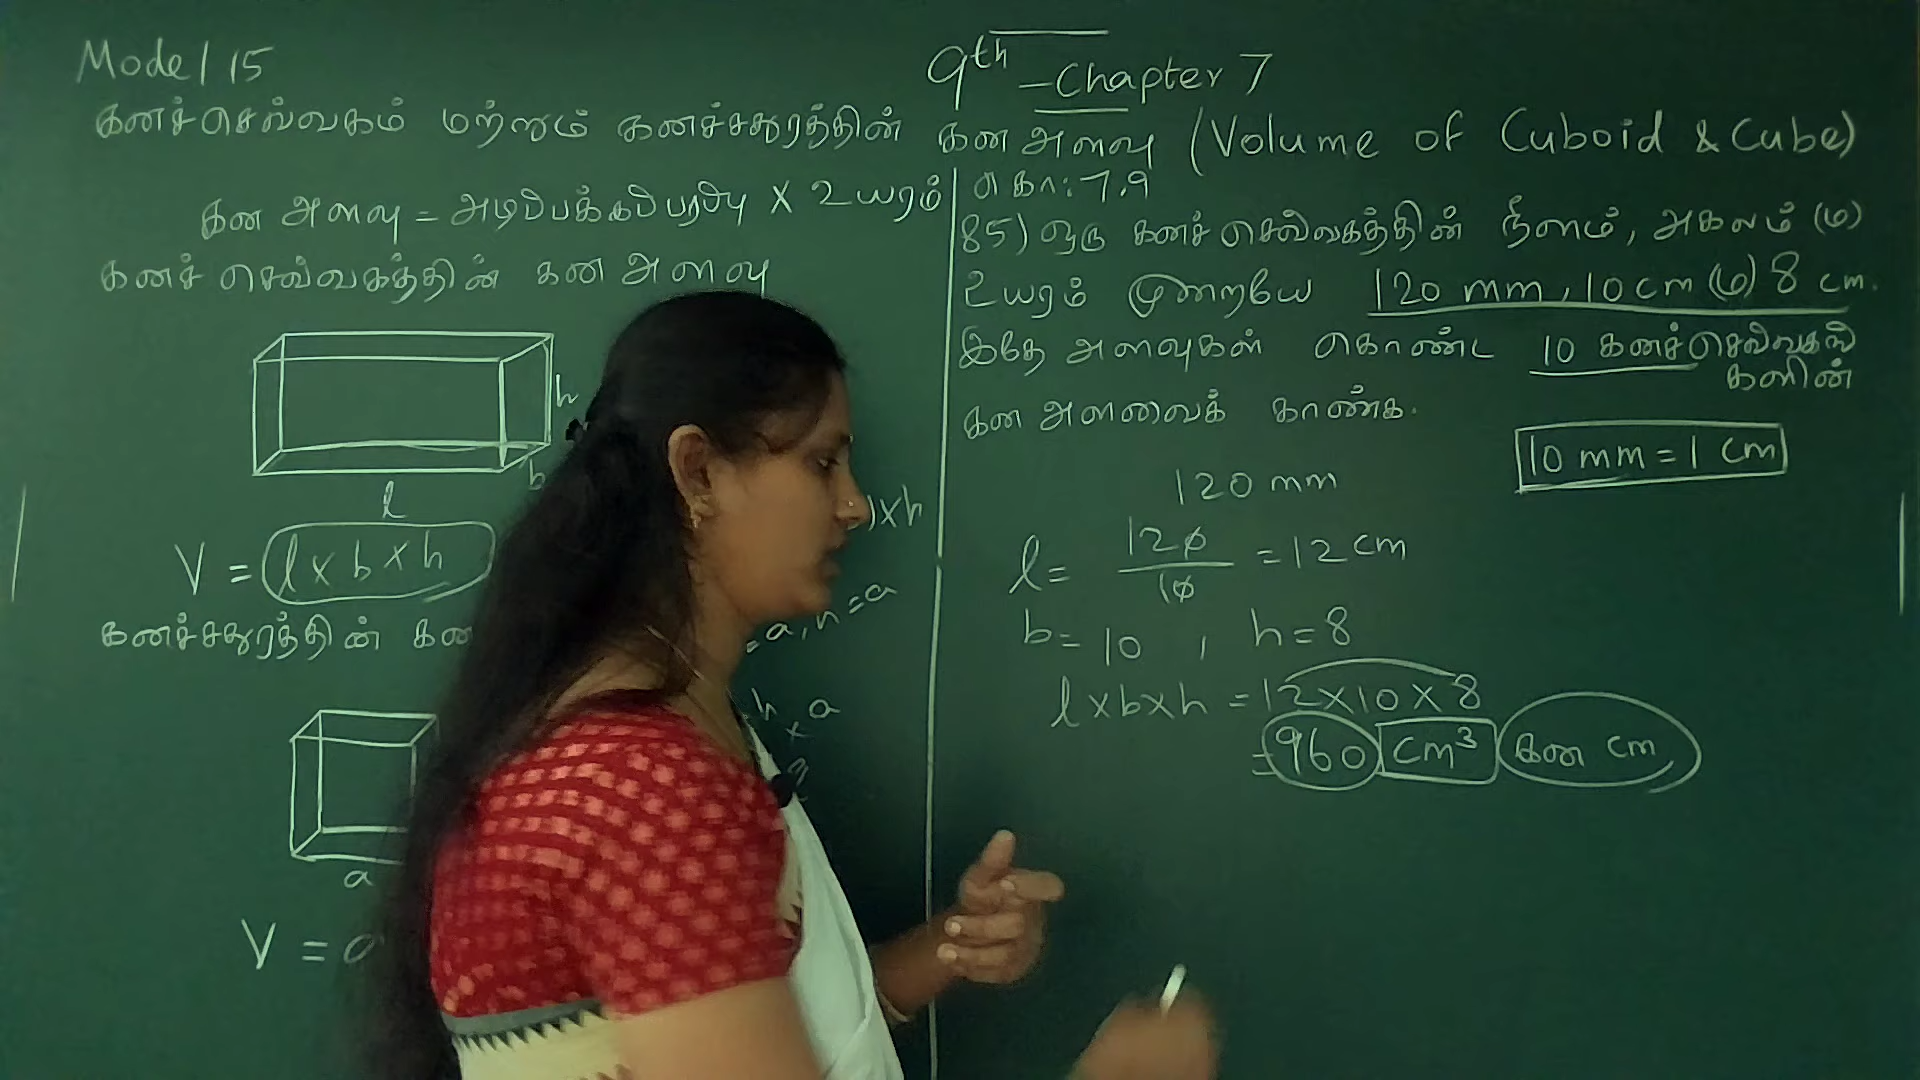 Model 15
9th - Chapter 7
கனச்செவ்வகம் மற்றும் கனச்சதுரத்தின் கன அளவு (Volume of Cuboid & Cube)
கன அளவு = அடிப்பக்கப்பரப்பு X உயரம்
கனச் செவ்வகத்தின் கன அளவு
h
b
l
V = l x b x h
) x h
கனச்சதுரத்தின் கன
= a, h = a
h x a
a
V = a
எ கா: 7.9
85) ஒரு கனச் செவ்வகத்தின் நீளம், அகலம் (ம)
உயரம் முறையே 120 mm, 10 cm (ம) 8 cm.
இதே அளவுகள் கொண்ட 10 கனச்செவ்வகங்
களின்
கன அளவைக் காண்க.
10 mm = 1 cm
120 mm
l = 120/10 = 12 cm
b = 10 , h = 8
l x b x h = 12 x 10 x 8
= 960 cm³ கன cm